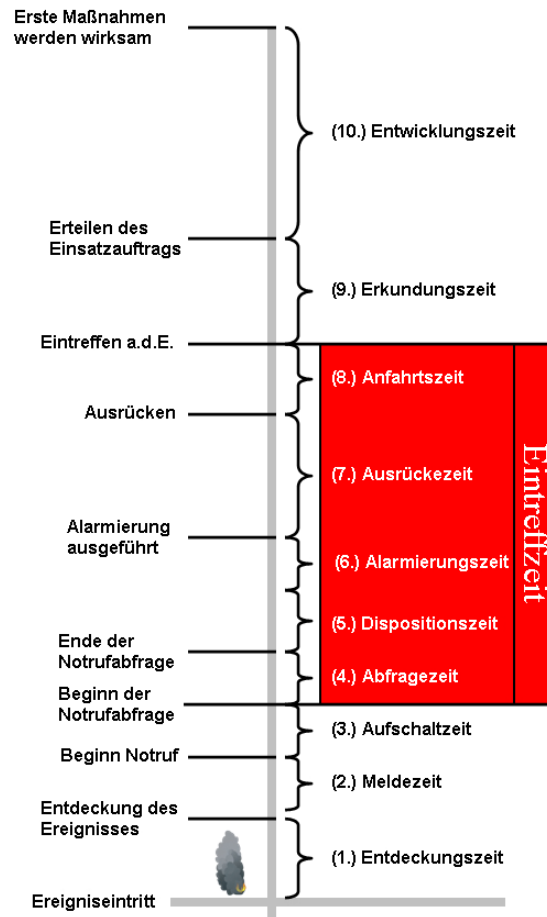 Erste Maßnahmen
werden wirksam
(10.) Entwicklungszeit
Erteilen des
Einsatzauftrags
(9.) Erkundungszeit
Eintreffen a.d.E.
(8.) Anfahrtszeit
Ausrücken
(7.) Ausrückezeit
Eintreffzeit
Alarmierung
ausgeführt
(6.) Alarmierungszeit
(5.) Dispositionszeit
Ende der
Notrufabfrage
(4.) Abfragezeit
Beginn der
Notrufabfrage
(3.) Aufschaltzeit
Beginn Notruf
(2.) Meldezeit
Entdeckung des
Ereignisses
(1.) Entdeckungszeit
Ereigniseintritt